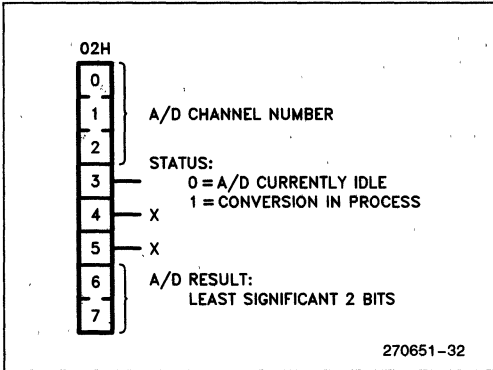 02H
0
1
A/D CHANNEL NUMBER
2
STATUS:
3
0 = A/D CURRENTLY IDLE
1 = CONVERSION IN PROCESS
4 X
5 X
6 A/D RESULT:
LEAST SIGNIFICANT 2 BITS
7
270651-32